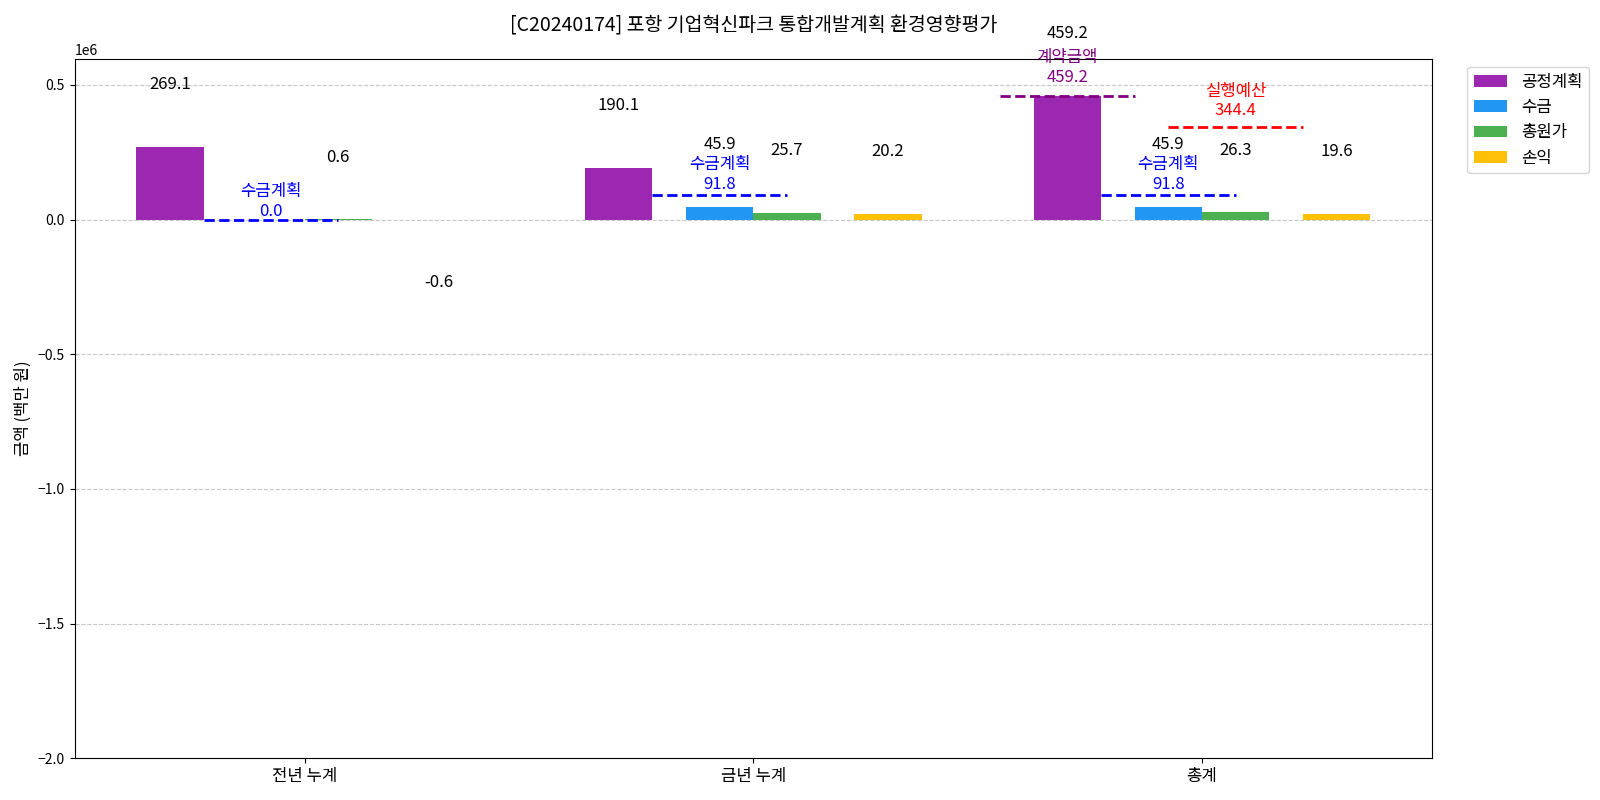 [C20240174] 포항 기업혁신파크 통합개발계획 환경영향평가
1e6
금액 (백만 원)
0.5
0.0
−0.5
−1.0
−1.5
−2.0
269.1
수금계획
0.0
0.6
-0.6
190.1
45.9
수금계획
91.8
25.7
20.2
459.2
계약금액
459.2
45.9
수금계획
91.8
실행예산
344.4
26.3
19.6
전년 누계
금년 누계
총계
공정계획
수금
총원가
손익